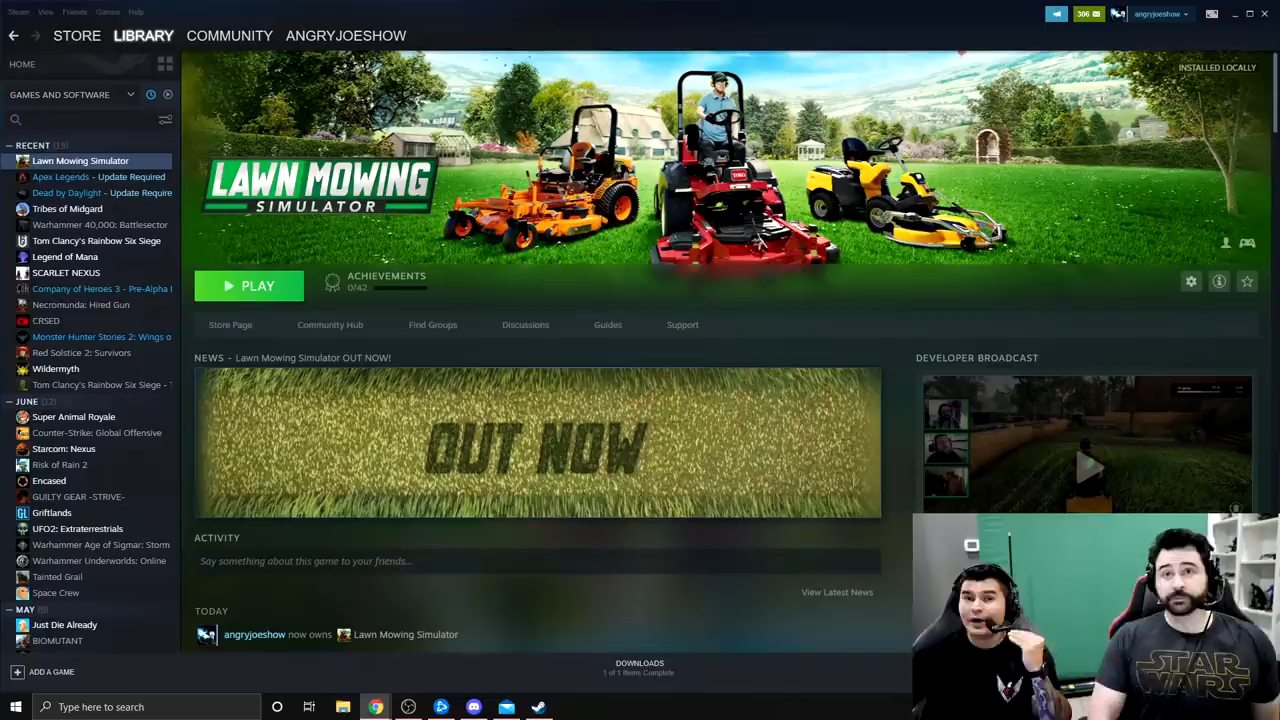 Steam View Friends Games Help
306
angryjoeshow
STORE LIBRARY COMMUNITY ANGRYJOESHOW
HOME
GAMES AND SOFTWARE
RECENT (15)
Lawn Mowing Simulator
Apex Legends - Update Required
Dead by Daylight - Update Require
Tribes of Midgard
Warhammer 40,000: Battlesector
Tom Clancy's Rainbow Six Siege
Legend of Mana
SCARLET NEXUS
Company of Heroes 3 - Pre-Alpha
Necromunda: Hired Gun
CRSED
Monster Hunter Stories 2: Wings o
Red Solstice 2: Survivors
Wildermyth
Tom Clancy's Rainbow Six Siege -
JUNE (12)
Super Animal Royale
Counter-Strike: Global Offensive
Starcom: Nexus
Risk of Rain 2
Encased
GUILTY GEAR -STRIVE-
Griftlands
UFO2: Extraterrestrials
Warhammer Age of Sigmar: Storm
Warhammer Underworlds: Online
Tainted Grail
Space Crew
MAY
Just Die Already
BIOMUTANT
ADD A GAME
INSTALLED LOCALLY
LAWN MOWING
SIMULATOR
TORO
PLAY
ACHIEVEMENTS
0/42
Store Page Community Hub Find Groups Discussions Guides Support
NEWS - Lawn Mowing Simulator OUT NOW!
OUT NOW
DEVELOPER BROADCAST
ACTIVITY
Say something about this game to your friends...
View Latest News
TODAY
angryjoeshow now owns Lawn Mowing Simulator
DOWNLOADS
1 of 1 Items Complete
STAR
WARS
Type here to search